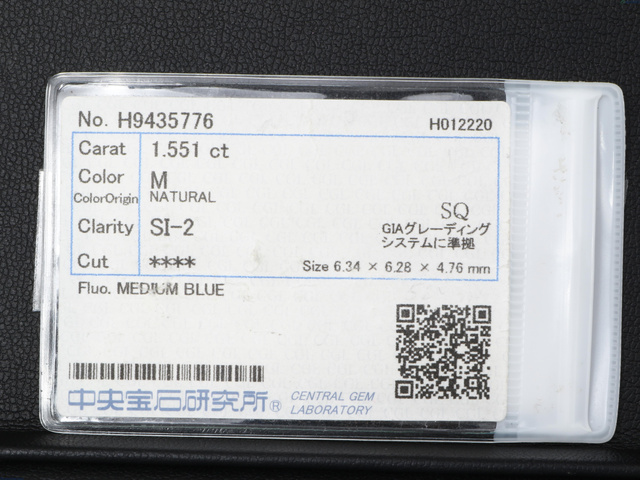 No. H9435776
H012220
Carat 1.551 ct
Color M
ColorOrigin NATURAL
Clarity SI-2
SQ
GIAグレーディング
システムに準拠
Cut ****
Size 6.34 × 6.28 × 4.76 mm
Fluo. MEDIUM BLUE
中央宝石研究所®
CENTRAL GEM
LABORATORY